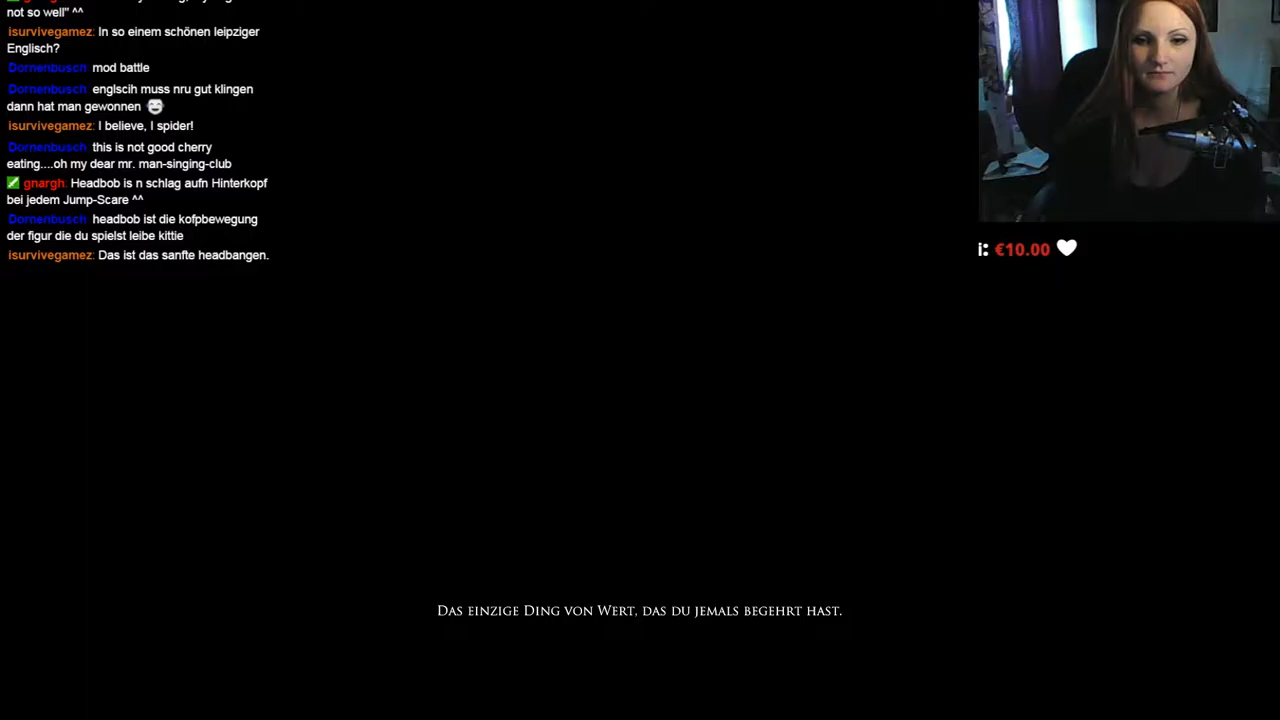 not so well" ^^
isurvivegamez: In so einem schönen leipziger
Englisch?
Dornenbusch: mod battle
Dornenbusch: englscih muss nru gut klingen
dann hat man gewonnen
isurvivegamez: I believe, I spider!
Dornenbusch: this is not good cherry
eating....oh my dear mr. man-singing-club
gnargh: Headbob is n schlag aufn Hinterkopf
bei jedem Jump-Scare ^^
Dornenbusch: headbob ist die kofpbewegung
der figur die du spielst leibe kittie
isurvivegamez: Das ist das sanfte headbangen.
i: €10.00
Das einzige Ding von Wert, das du jemals begehrt hast.